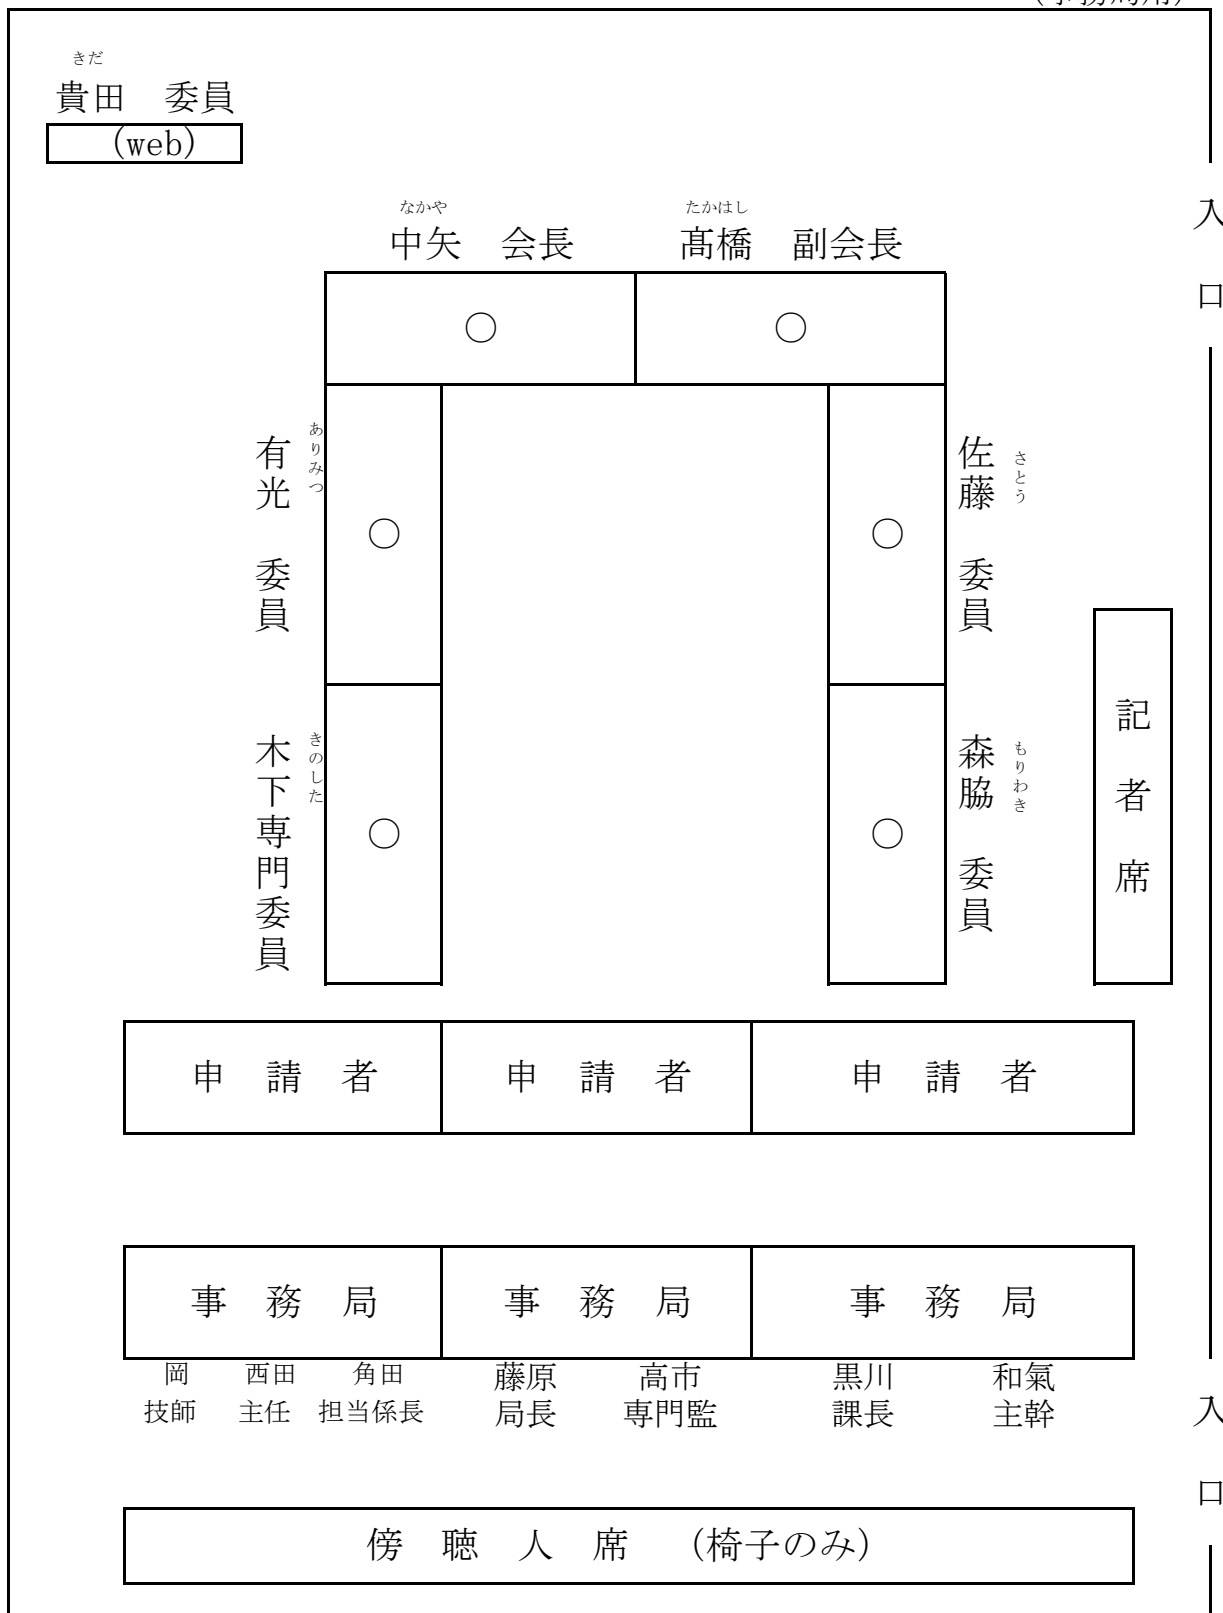 きだ
貴田　委員
(web)
入口
なかや
中矢　会長
たかはし
髙橋　副会長
○
○
ありみつ
有光　委員
○
○
さとう
佐藤　委員
きのした
木下専門委員
○
○
もりわき
森脇　委員
記者席
申請者
申請者
申請者
事務局
事務局
事務局
岡
技師
西田
主任
角田
担当係長
藤原
局長
高市
専門監
黒川
課長
和氣
主幹
入口
傍聴人席　(椅子のみ)